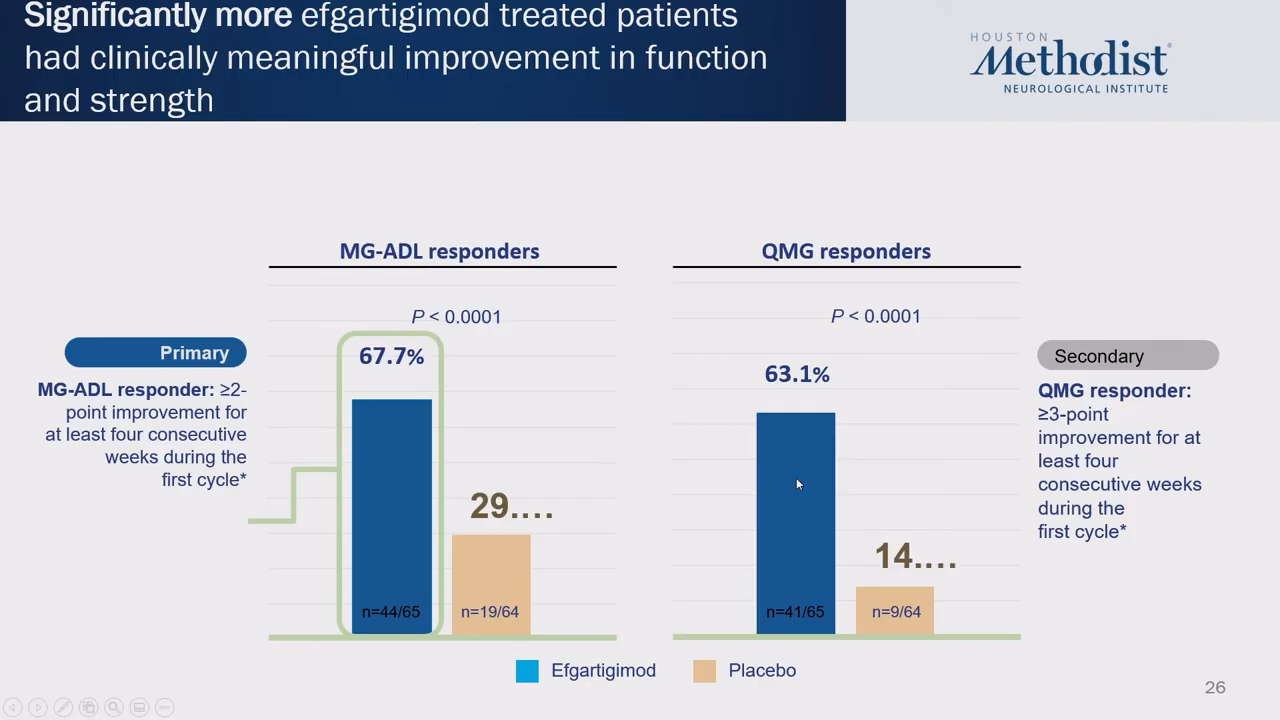 Significantly more efgartigimod treated patients
had clinically meaningful improvement in function
and strength
HOUSTON
Methodist
NEUROLOGICAL INSTITUTE
MG-ADL responders
P < 0.0001
67.7%
29....
n=44/65
n=19/64
Primary
MG-ADL responder: ≥2-
point improvement for
at least four consecutive
weeks during the
first cycle*
QMG responders
P < 0.0001
63.1%
14....
n=41/65
n=9/64
Secondary
QMG responder:
≥3-point
improvement for at
least four
consecutive weeks
during the
first cycle*
Efgartigimod
Placebo
26